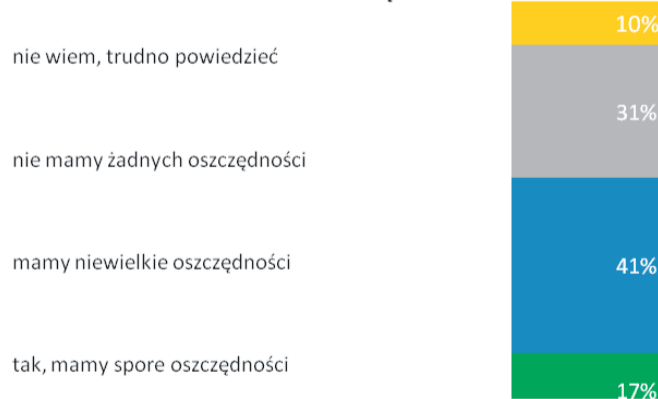 10%
nie wiem, trudno powiedzieć
31%
nie mamy żadnych oszczędności
mamy niewielkie oszczędności
41%
tak, mamy spore oszczędności
17%